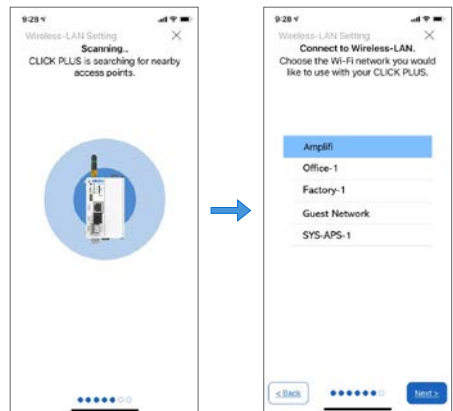 9:28
Wireless-LAN Setting
Scanning..
CLICK PLUS is searching for nearby
access points.
9:28
Wireless-LAN Setting
Connect to Wireless-LAN.
Choose the Wi-Fi network you would
like to use with your CLICK PLUS.
Amplifi
Office-1
Factory-1
Guest Network
SYS-APS-1
< Back
Next >